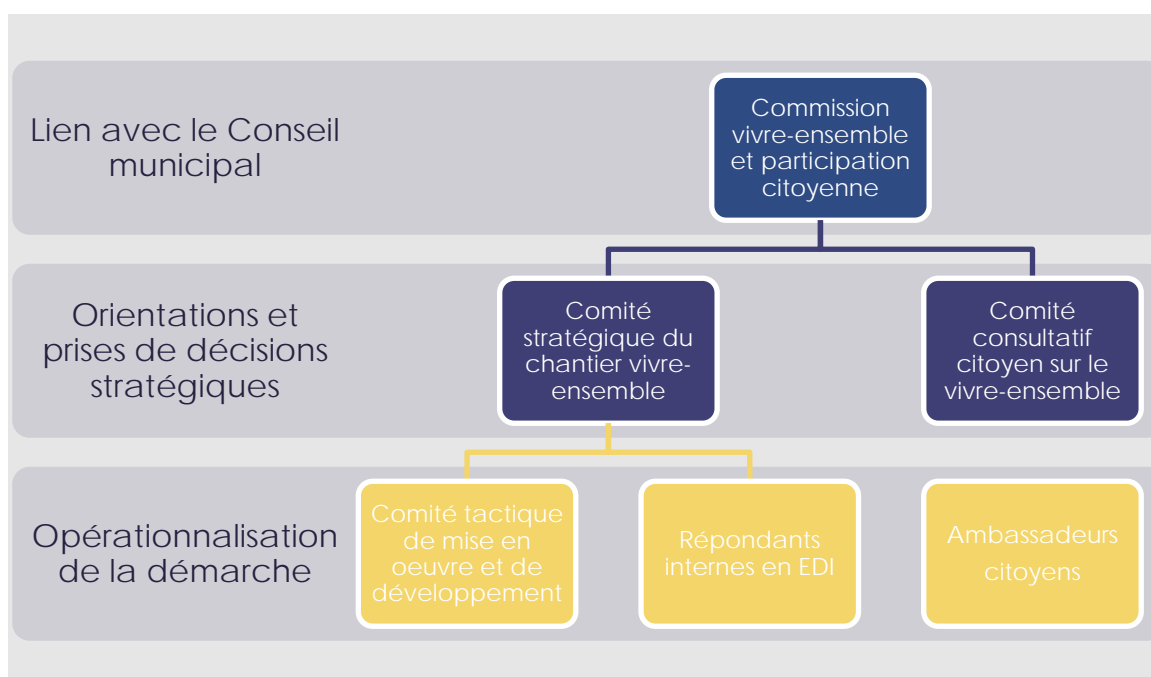 Lien avec le Conseil
municipal
Commission
vivre-ensemble
et participation
citoyenne
Orientations et
prises de décisions
stratégiques
Comité
stratégique du
chantier vivre-
ensemble
Comité
consultatif
citoyen sur le
vivre-ensemble
Opérationnalisation
de la démarche
Comité tactique
de mise en
oeuvre et de
développement
Répondants
internes en EDI
Ambassadeurs
citoyens